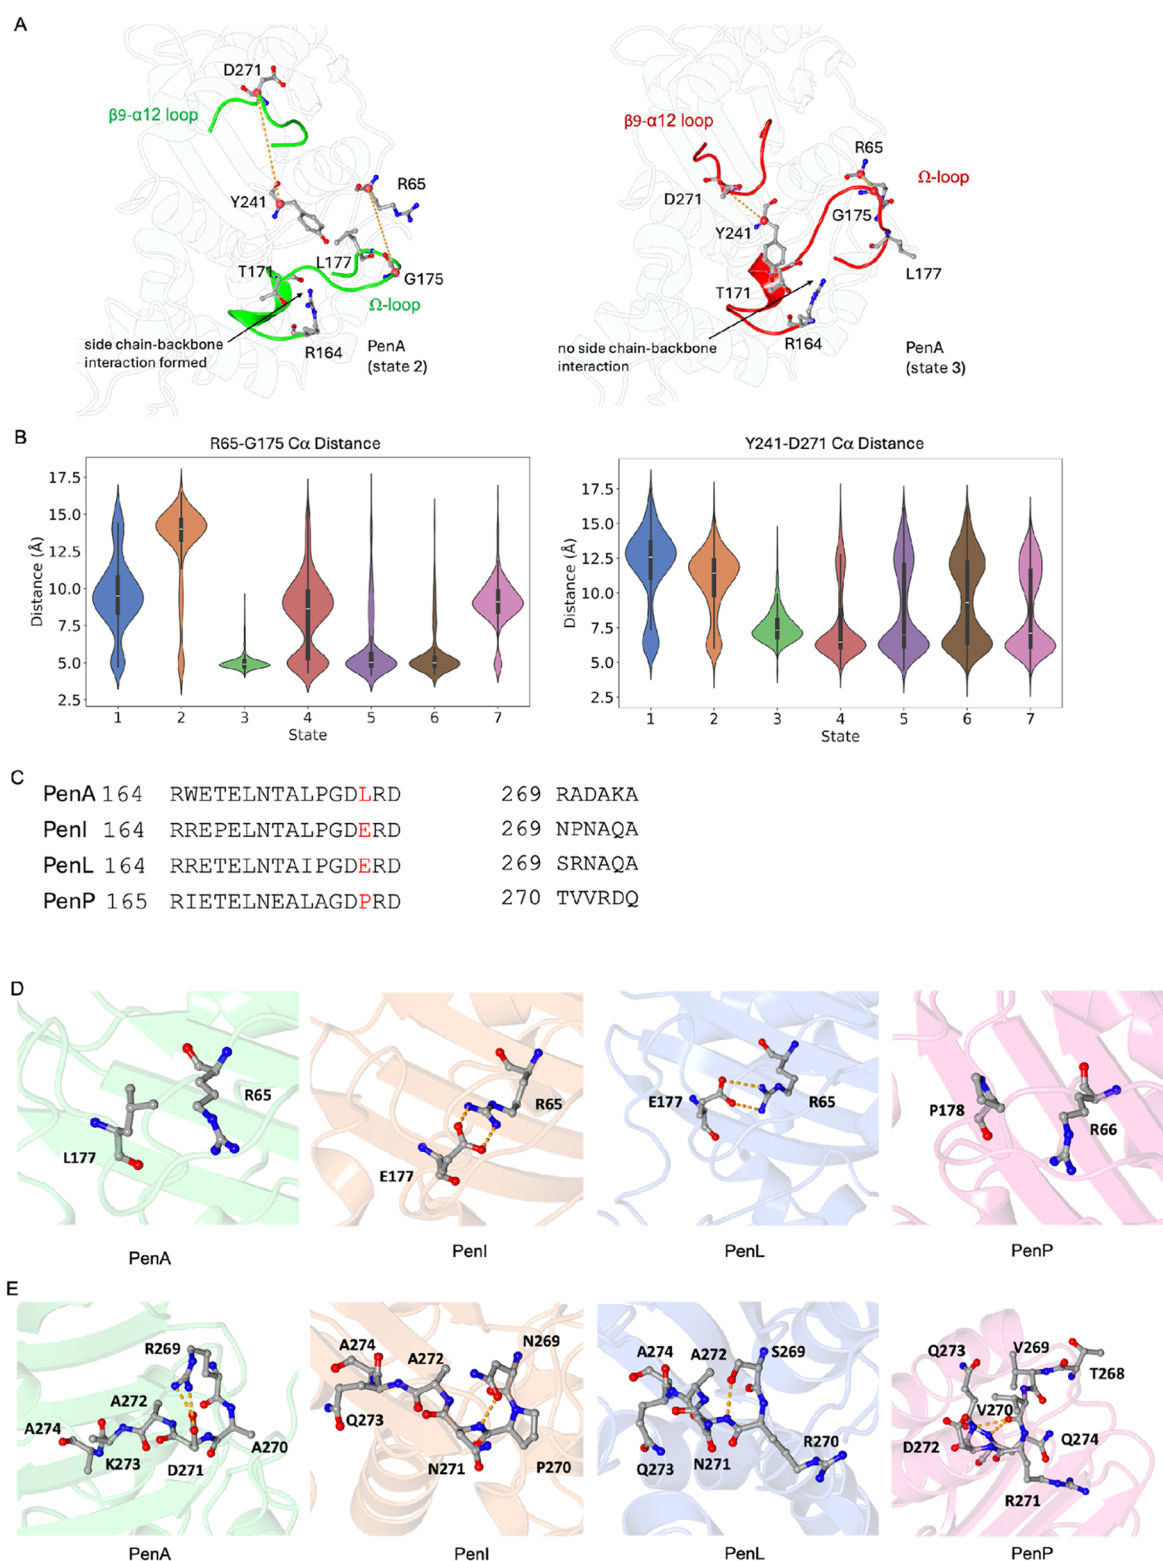 A
D271
β9-α12 loop
Y241
R65
T171
L177
G175
Ω-loop
R164
side chain-backbone
interaction formed
PenA
(state 2)
β9-α12 loop
R65
Ω-loop
D271
G175
Y241
L177
T171
R164
no side chain-backbone
interaction
PenA
(state 3)
B
R65-G175 Cα Distance
Distance (Å)
17.5
15.0
12.5
10.0
7.5
5.0
2.5
1 2 3 4 5 6 7
State
Y241-D271 Cα Distance
17.5
15.0
12.5
10.0
7.5
5.0
2.5
1 2 3 4 5 6 7
State
C
PenA 164 RWETELNTALPGDLRD 269 RADAKA
PenI 164 RREPELNTALPGDERD 269 NPNAQA
PenL 164 RRETELNTAIPGDERD 269 SRNAQA
PenP 165 RIETELNEALAGDPRD 270 TVVRDQ
D
R65
L177
PenA
R65
E177
PenI
E177
R65
PenL
P178
R66
PenP
E
R269
A272
A274
K273
D271
A270
PenA
A274
A272
N269
Q273
N271
P270
PenI
A274
A272
S269
Q273
N271
R270
PenL
Q273
V269
T268
V270
D272
Q274
R271
PenP